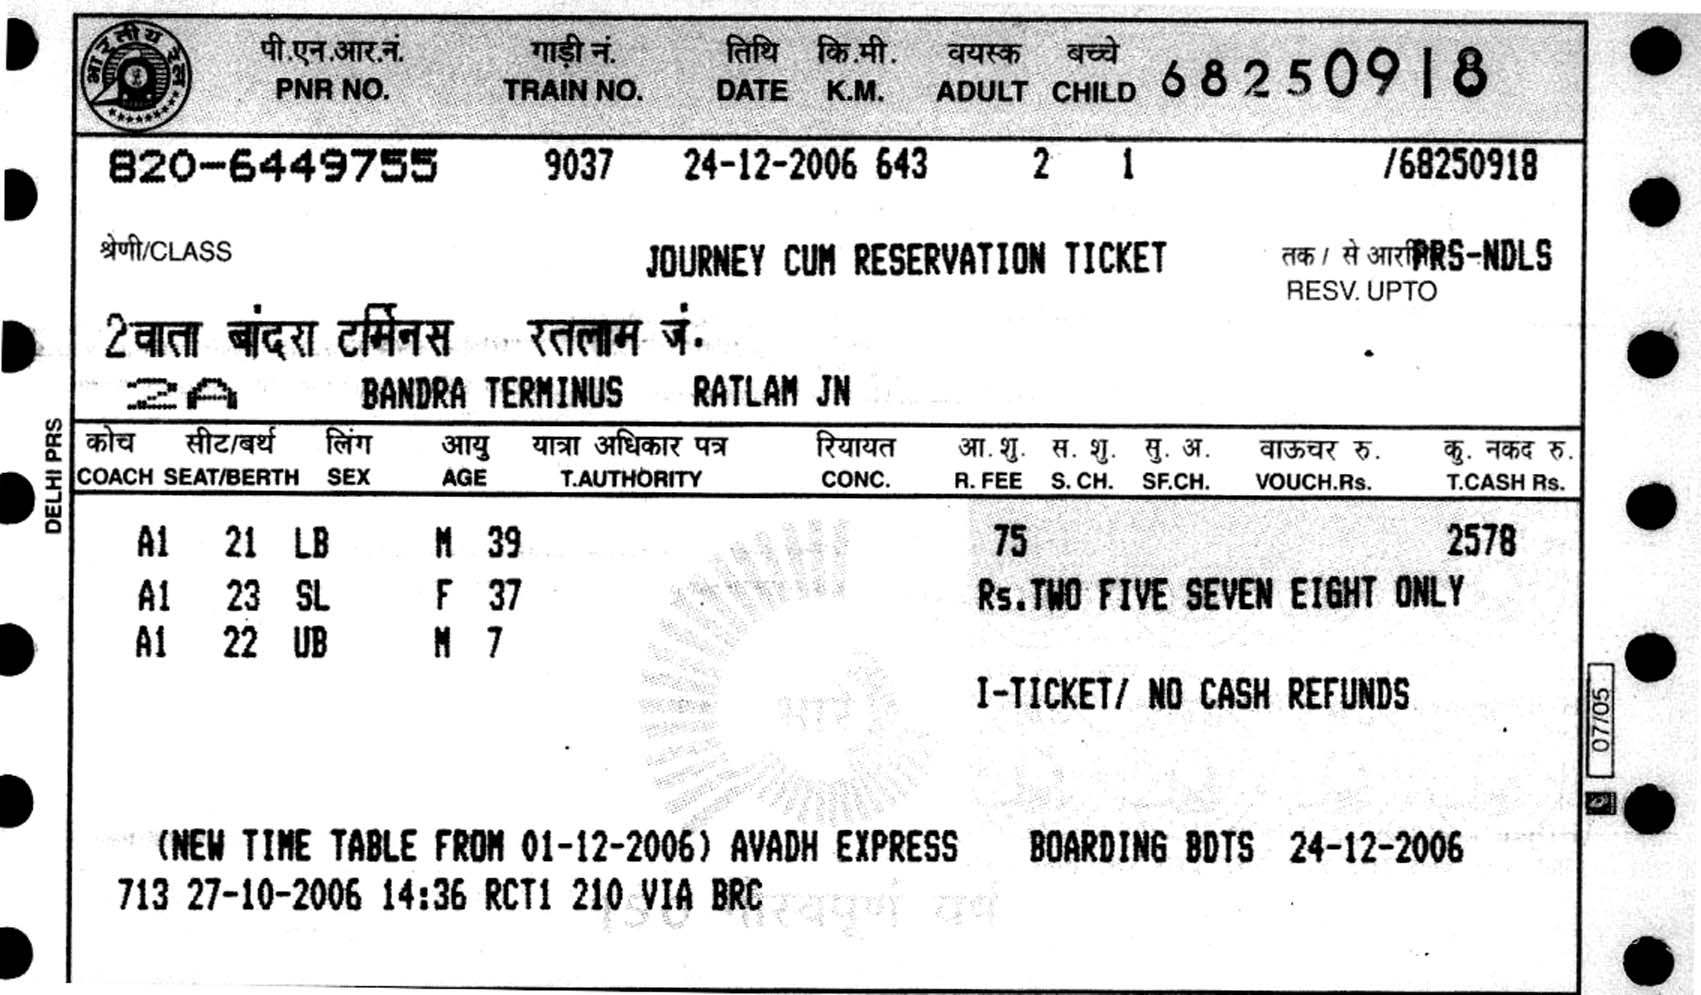 भारतीय रेल
पी.एन.आर.नं. गाड़ी नं. तिथि कि.मी. वयस्क बच्चे 68250918
PNR NO. TRAIN NO. DATE K.M. ADULT CHILD
820-6449755 9037 24-12-2006 643 2 1 /68250918
श्रेणी/CLASS JOURNEY CUM RESERVATION TICKET तक / से PRS-NDLS
RESV. UPTO
2वाता बांदरा टर्मिनस रतलाम जं.
2A BANDRA TERMINUS RATLAM JN
कोच सीट/बर्थ लिंग आयु यात्रा अधिकार पत्र रियायत आ.शु. स. शु. सु. अ. वाऊचर रु. कु. नकद रु.
COACH SEAT/BERTH SEX AGE T.AUTHORITY CONC. R. FEE S. CH. SF.CH. VOUCH.Rs. T.CASH Rs.
A1 21 LB M 39 75 2578
A1 23 SL F 37 Rs.TWO FIVE SEVEN EIGHT ONLY
A1 22 UB M 7
I-TICKET/ NO CASH REFUNDS
(NEW TIME TABLE FROM 01-12-2006) AVADH EXPRESS BOARDING BDTS 24-12-2006
713 27-10-2006 14:36 RCT1 210 VIA BRC
150 गौरवपूर्ण वर्ष
DELHI PRS
07/05